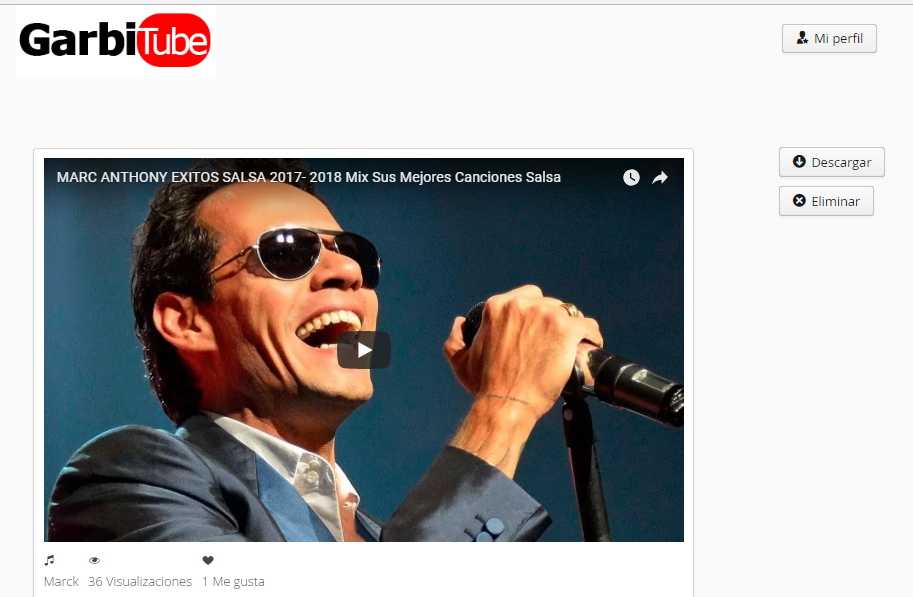 GarbiTube
Mi perfil
MARC ANTHONY EXITOS SALSA 2017- 2018 Mix Sus Mejores Canciones Salsa
Descargar
Eliminar
Marck 36 Visualizaciones 1 Me gusta